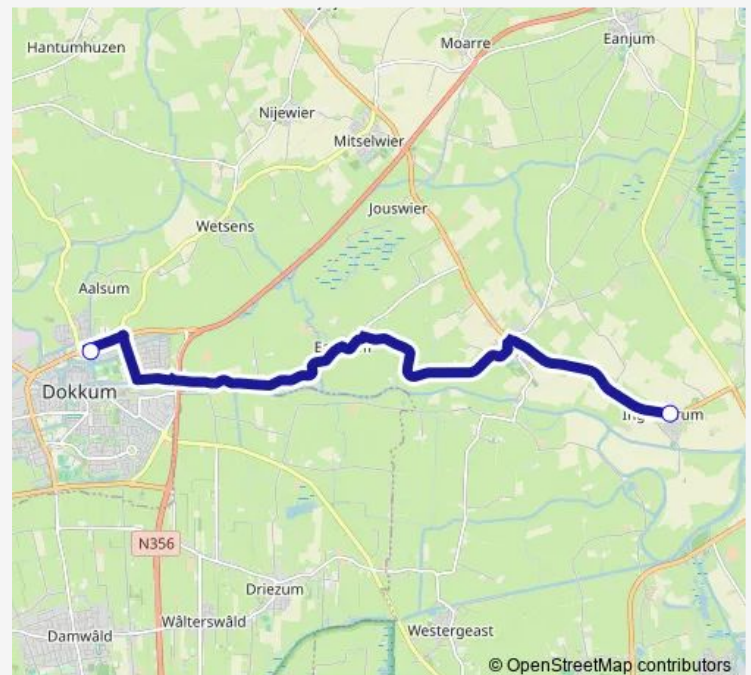 Hantumhuzen
Moarre
Eanjum
Nijewier
Mitselwier
Jouswier
Wetsens
Aalsum
Dokkum
N356
Driezum
Wâlterswâld
Damwâld
Westergeast
© OpenStreetMap contributors